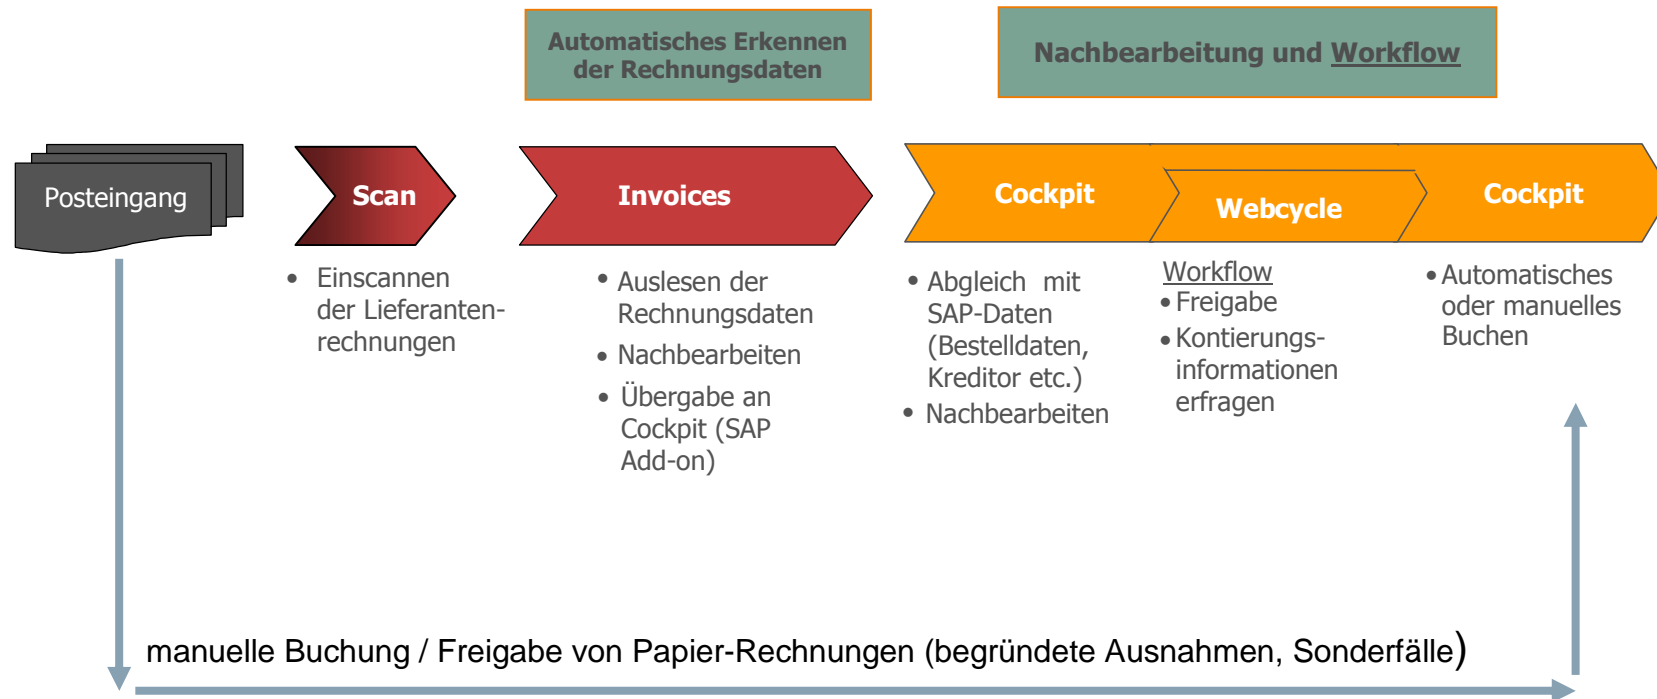 Automatisches Erkennen
der Rechnungsdaten
Nachbearbeitung und Workflow
Posteingang
Scan
Invoices
Cockpit
Webcycle
Cockpit
• Einscannen
der Lieferanten-
rechnungen
• Auslesen der
Rechnungsdaten
• Nachbearbeiten
• Übergabe an
Cockpit (SAP
Add-on)
• Abgleich mit
SAP-Daten
(Bestelldaten,
Kreditor etc.)
• Nachbearbeiten
Workflow
• Freigabe
• Kontierungs-
informationen
erfragen
• Automatisches
oder manuelles
Buchen
manuelle Buchung / Freigabe von Papier-Rechnungen (begründete Ausnahmen, Sonderfälle)